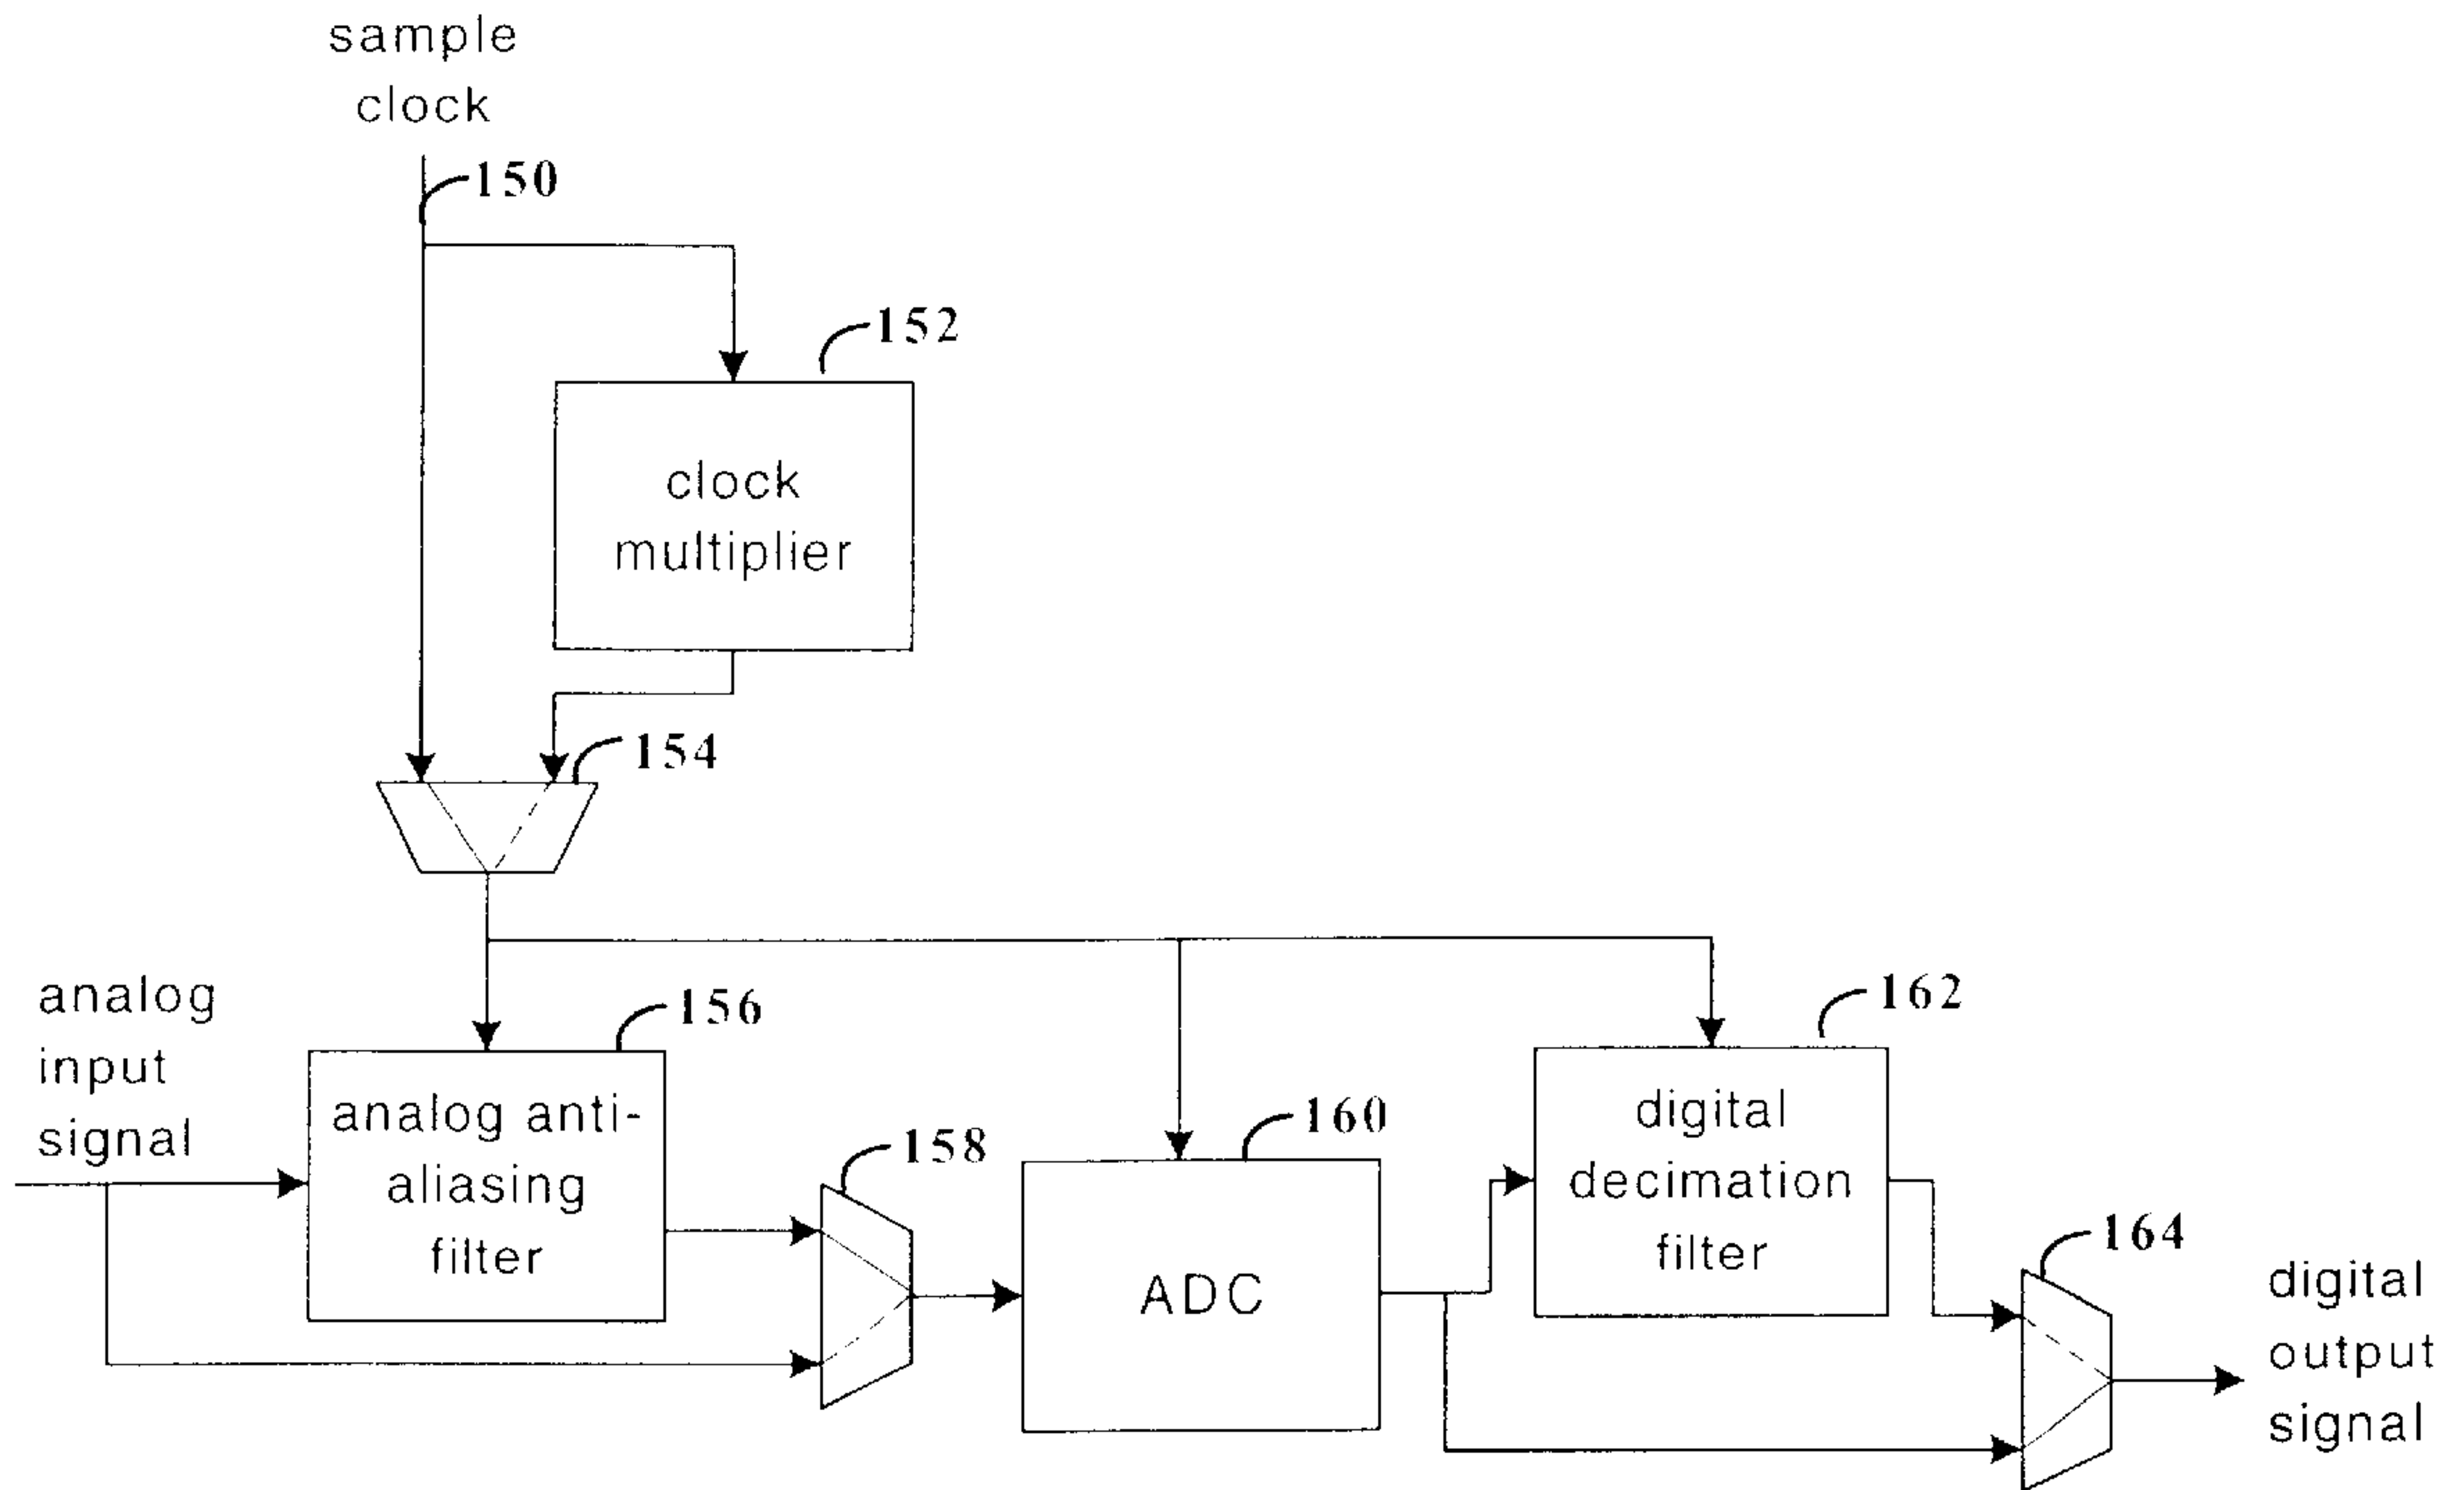 sample
clock
150
152
clock
multiplier
154
analog
input
signal
156
analog anti-
aliasing
filter
158
160
ADC
162
digital
decimation
filter
164
digital
output
signal